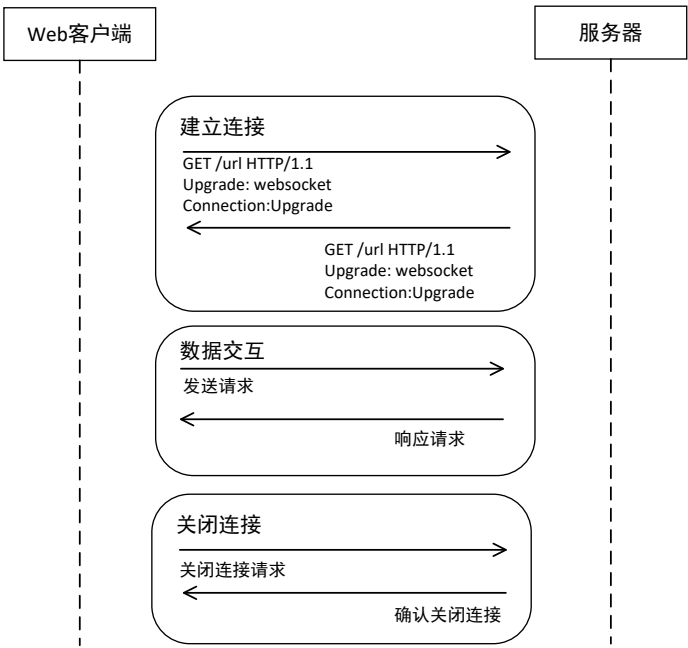 Web客户端
服务器
建立连接
GET /url HTTP/1.1
Upgrade: websocket
Connection:Upgrade
GET /url HTTP/1.1
Upgrade: websocket
Connection:Upgrade
数据交互
发送请求
响应请求
关闭连接
关闭连接请求
确认关闭连接